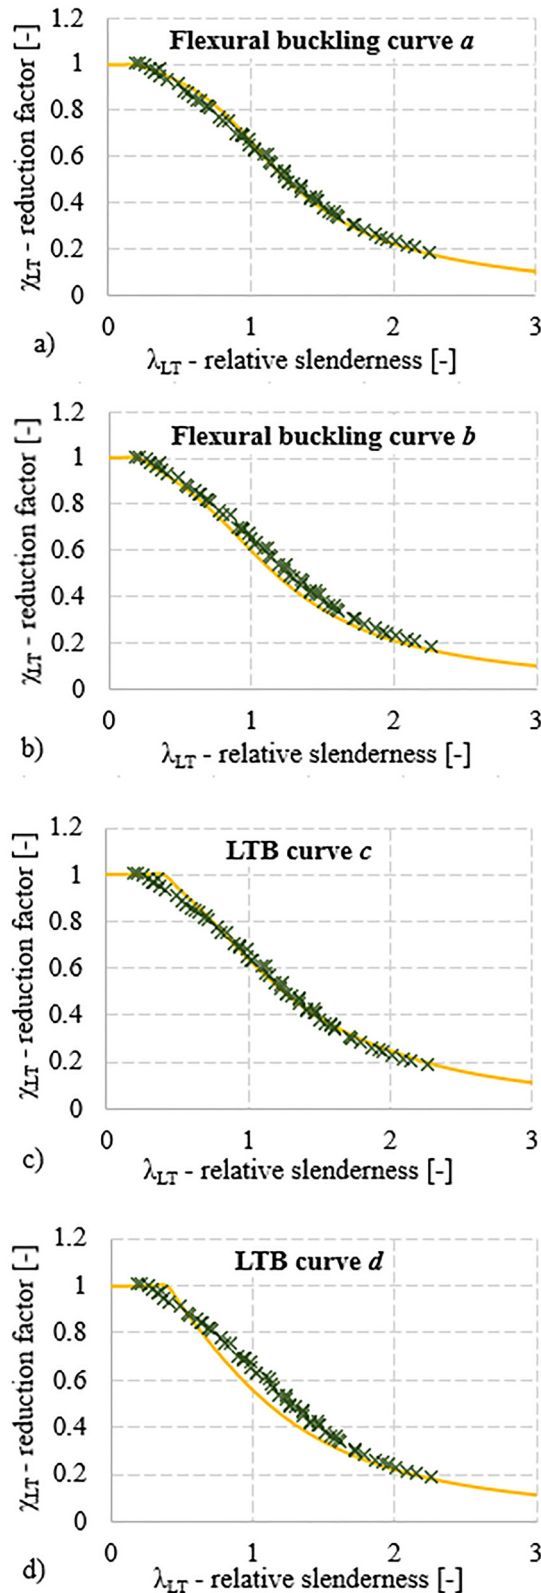 1.2
Flexural buckling curve a
1
0.8
0.6
0.4
0.2
0
χLT - reduction factor [-]
0 1 2 3
a)
λLT - relative slenderness [-]
1.2
Flexural buckling curve b
1
0.8
0.6
0.4
0.2
0
χLT - reduction factor [-]
0 1 2 3
b)
λLT - relative slenderness [-]
1.2
LTB curve c
1
0.8
0.6
0.4
0.2
0
χLT - reduction factor [-]
0 1 2 3
c)
λLT - relative slenderness [-]
1.2
LTB curve d
1
0.8
0.6
0.4
0.2
0
χLT - reduction factor [-]
0 1 2 3
d)
λLT - relative slenderness [-]